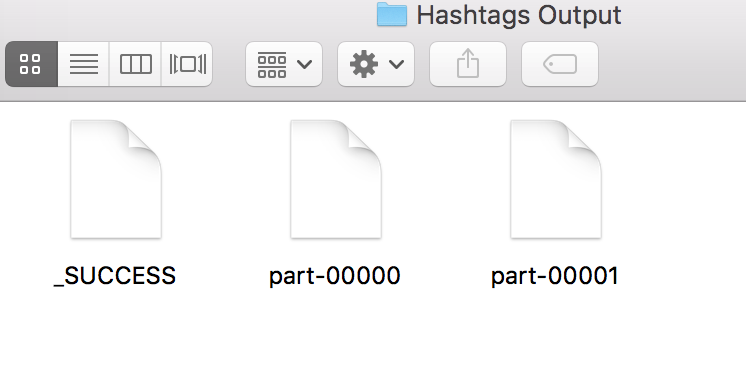 Hashtags Output
_SUCCESS
part-00000
part-00001